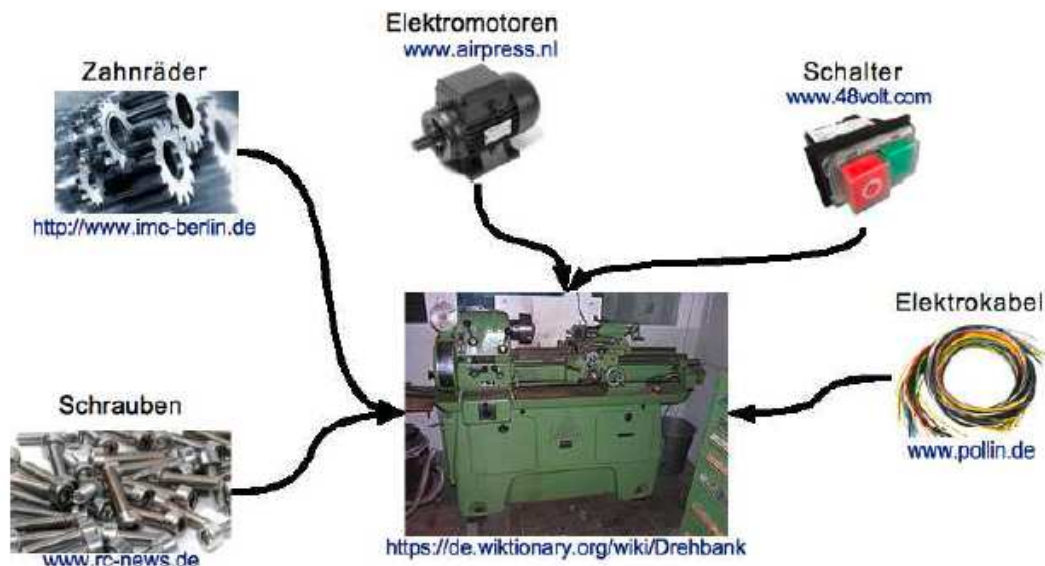 Elektromotoren
www.airpress.nl
Zahnräder
http://www.imc-berlin.de
Schalter
www.48volt.com
Elektrokabel
www.pollin.de
Schrauben
www.rc-news.de
https://de.wiktionary.org/wiki/Drehbank